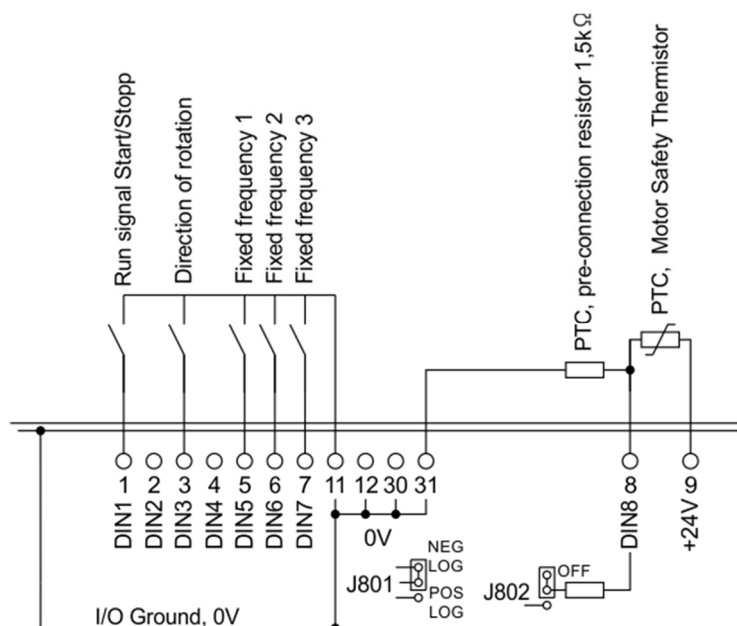 Run signal Start/Stopp
Direction of rotation
Fixed frequency 1
Fixed frequency 2
Fixed frequency 3
PTC, pre-connection resistor 1,5kΩ
PTC, Motor Safety Thermistor
1 2 3 4 5 6 7 11 12 30 31 8 9
DIN1
DIN2
DIN3
DIN4
DIN5
DIN6
DIN7
0V
DIN8
+24V
J801
NEG
LOG
POS
LOG
J802
OFF
I/O Ground, 0V